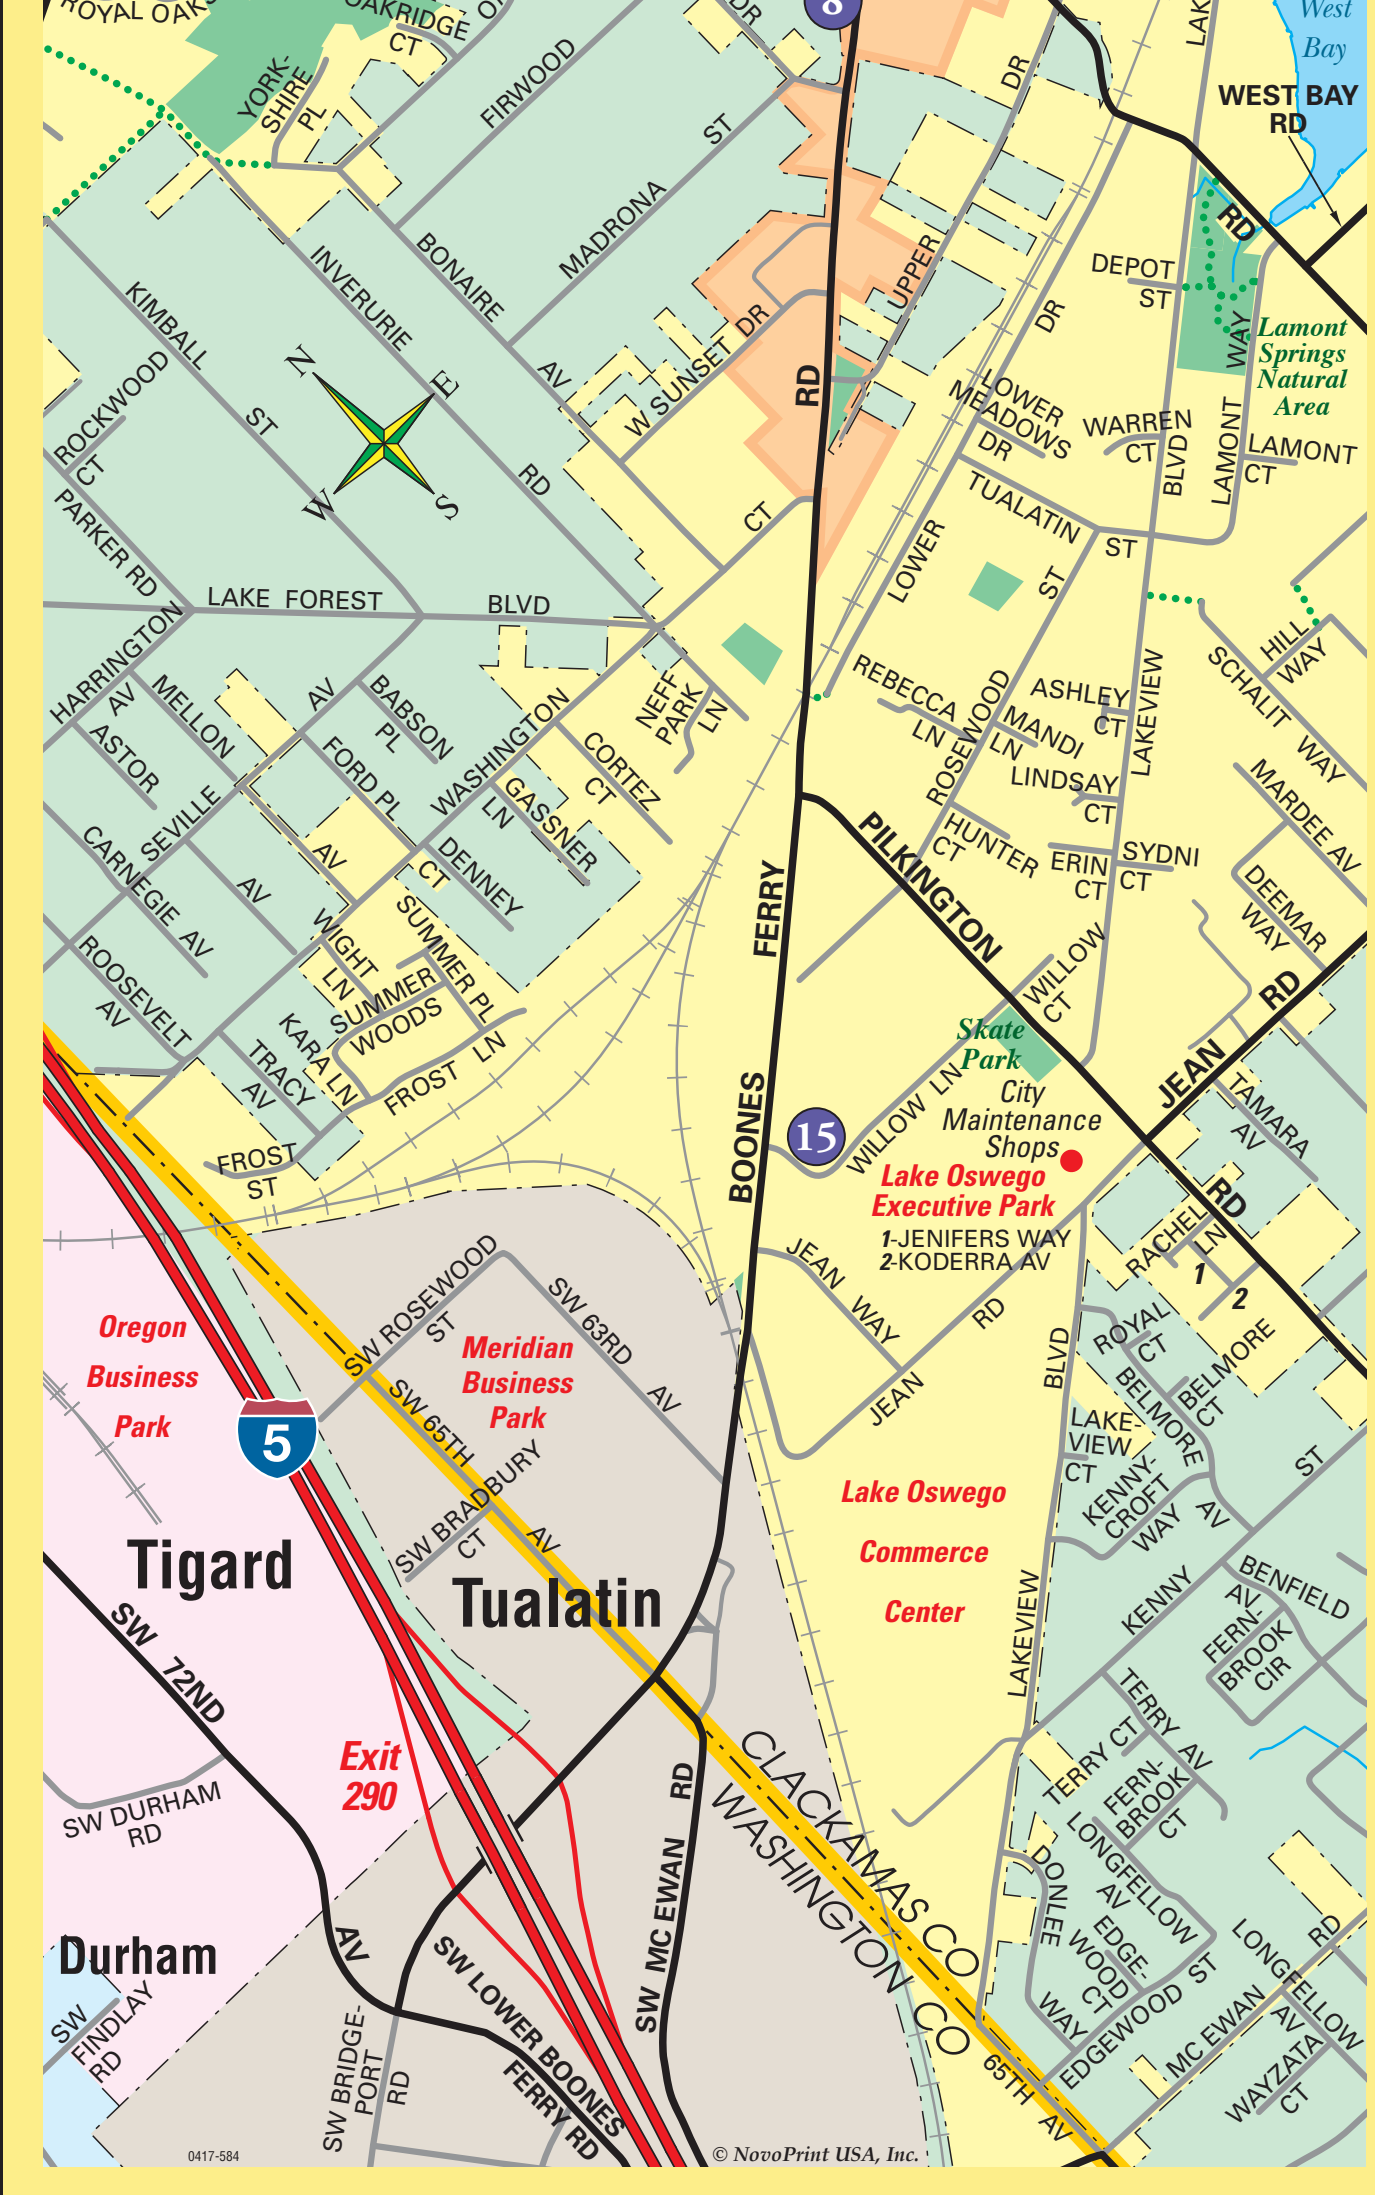 ROYAL OAKS
OAKRIDGE
CT
DR
8
LAKE
West
Bay
WEST BAY
RD
YORK-
SHIRE
PL
FIRWOOD
ST
MADRONA
DR
RD
DEPOT
ST
Lamont
Springs
Natural
Area
KIMBALL
ST
INVERURIE
RD
BONAIRE
AV
UPPER
DR
N
E
W
S
W SUNSET DR
RD
ROCKWOOD
CT
PARKER RD
LOWER
MEADOWS
DR
WARREN
CT
BLVD
WAY
LAMONT
LAMONT
CT
TUALATIN
ST
CT
LOWER
ST
LAKE FOREST
BLVD
HARRINGTON
AV
MELLON
AV
ASTOR
AV
BABSON
PL
FORD PL
WASHINGTON
CT
NEFF
PARK
LN
CORTEZ
CT
GASSNER
LN
DENNEY
SEVILLE
AV
CARNEGIE AV
ROOSEVELT
AV
REBECCA
LN
ROSEWOOD
MANDI
LN
ASHLEY
CT
LAKEVIEW
LINDSAY
CT
HUNTER
CT
ERIN
CT
SYDNI
CT
HILL
WAY
SCHALIT
WAY
MARDEE AV
DEEMAR
WAY
PILKINGTON
FERRY
BOONES
WIGHT
LN
SUMMER PL
SUMMER
WOODS
KARA LN
FROST
LN
TRACY
AV
FROST
ST
WILLOW
CT
Skate
Park
City
Maintenance
Shops
WILLOW LN
15
JEAN
RD
TAMARA
AV
Lake Oswego
Executive Park
1-JENIFERS WAY
2-KODERRA AV
RD
RACHEL
LN
1
2
JEAN
WAY
RD
JEAN
SW ROSEWOOD
ST
SW 63RD
AV
Oregon
Business
Park
Meridian
Business
Park
5
SW 65TH
AV
SW BRADBURY
CT
BLVD
ROYAL
CT
BELMORE
BELMORE
CT
AV
LAKE-
VIEW
CT
KENNY-
CROFT
WAY
ST
Lake Oswego
Commerce
Center
Tigard
Tualatin
LAKEVIEW
KENNY
BENFIELD
AV
FERN-
BROOK
CIR
SW 72ND
AV
Exit
290
SW DURHAM
RD
TERRY
AV
TERRY CT
FERN-
BROOK
CT
CLACKAMAS CO
WASHINGTON CO
SW MC EWAN
RD
LONGFELLOW
AV
DONLEE
WAY
EDGE-
WOOD
CT
EDGEWOOD ST
LONGFELLOW
AV
MC EWAN
RD
WAYZATA
CT
65TH
AV
Durham
SW
FINDLAY
RD
SW BRIDGE-
PORT
RD
SW LOWER BOONES
FERRY RD
0417-584
© NovoPrint USA, Inc.